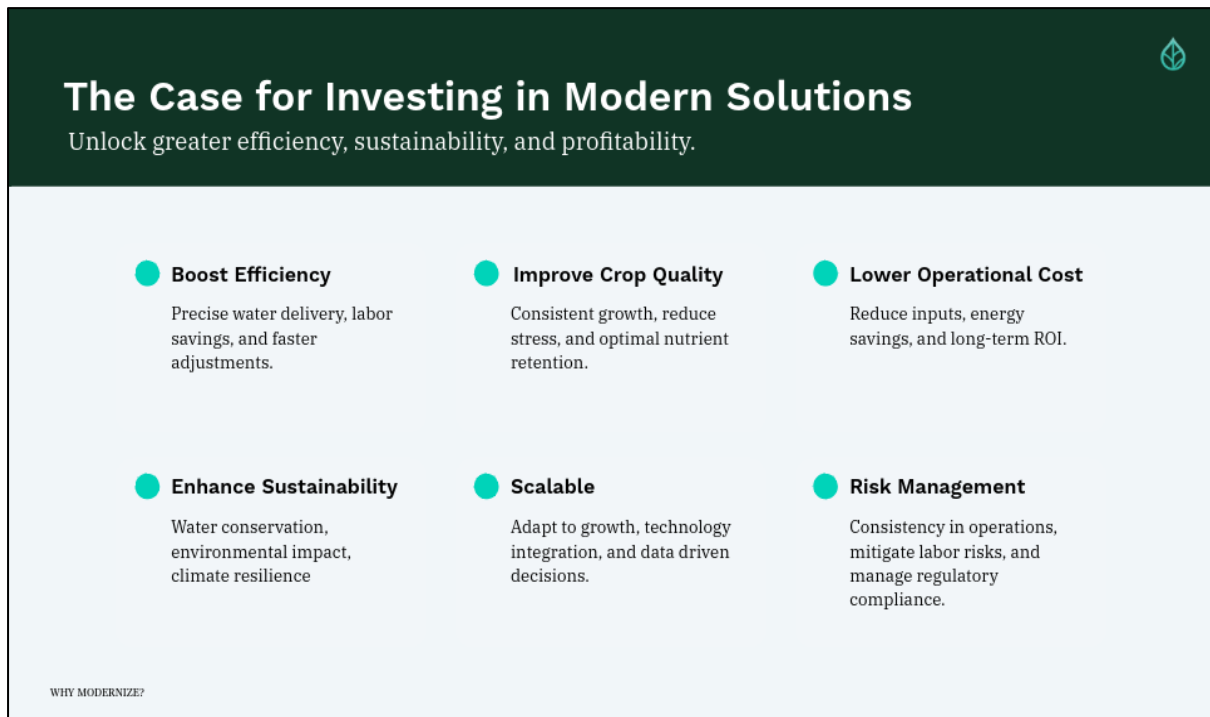 The Case for Investing in Modern Solutions
Unlock greater efficiency, sustainability, and profitability.
Boost Efficiency
Precise water delivery, labor
savings, and faster
adjustments.
Improve Crop Quality
Consistent growth, reduce
stress, and optimal nutrient
retention.
Lower Operational Cost
Reduce inputs, energy
savings, and long-term ROI.
Enhance Sustainability
Water conservation,
environmental impact,
climate resilience
Scalable
Adapt to growth, technology
integration, and data driven
decisions.
Risk Management
Consistency in operations,
mitigate labor risks, and
manage regulatory
compliance.
WHY MODERNIZE?